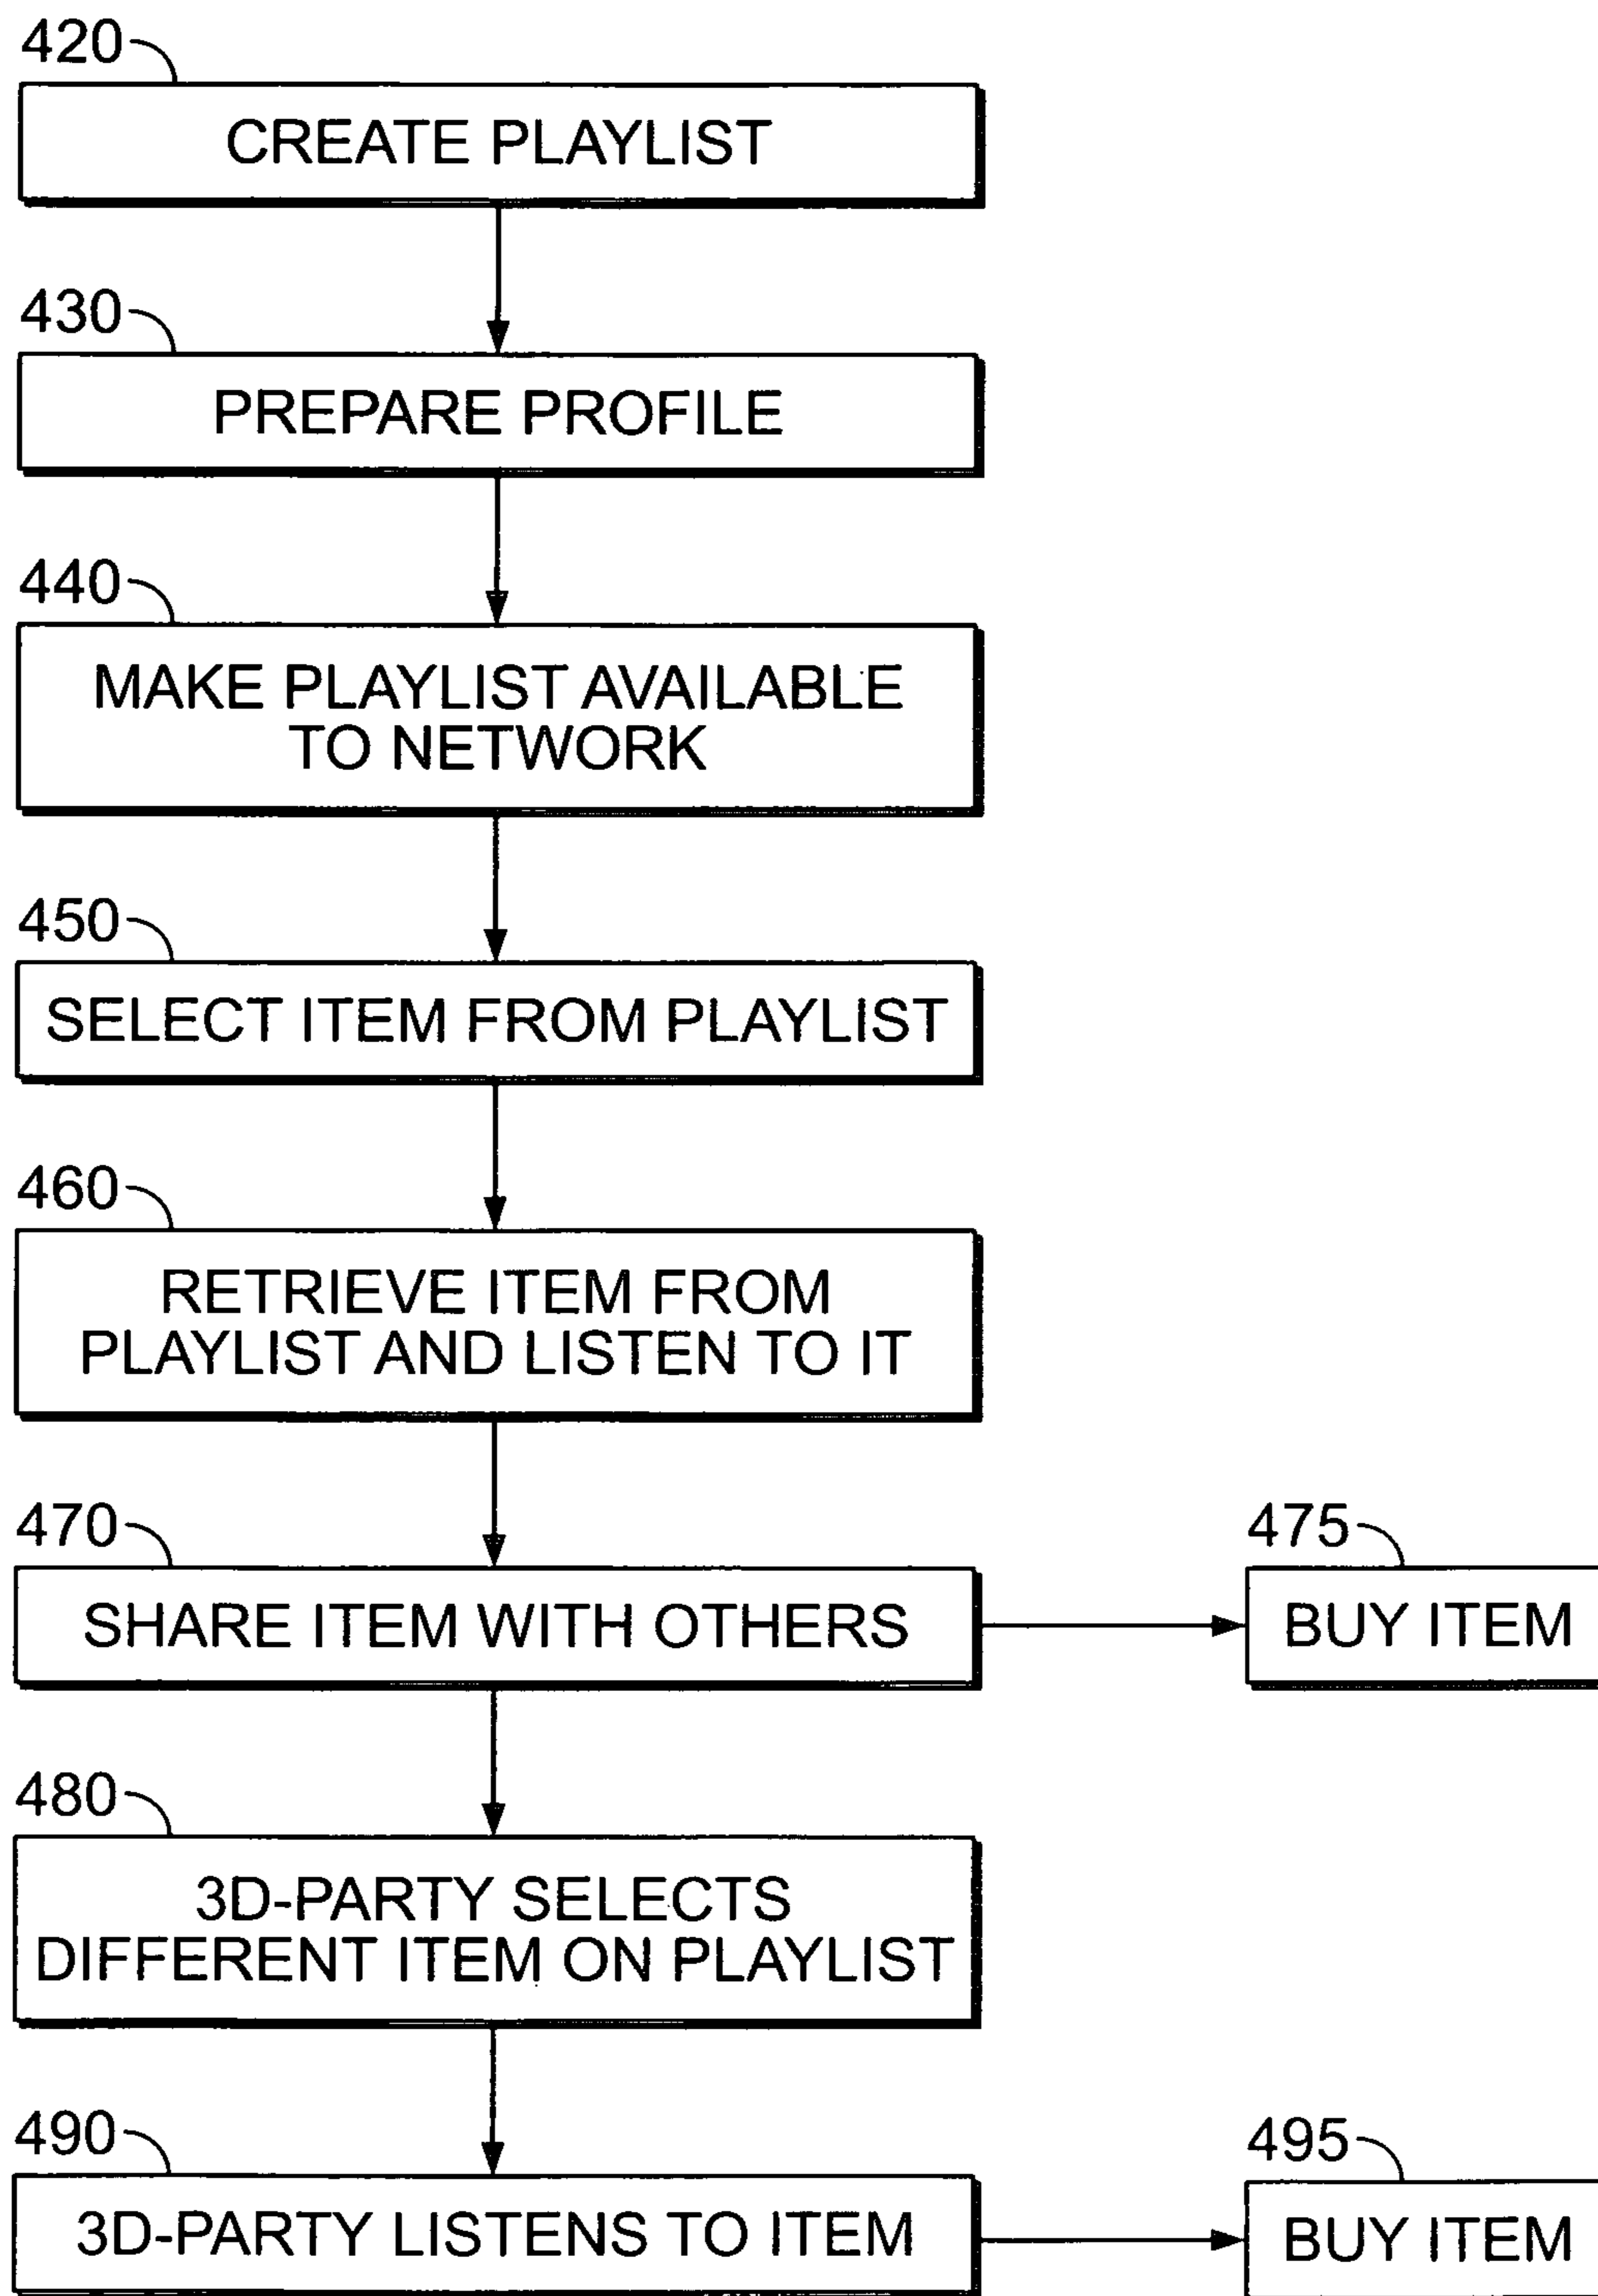 420
CREATE PLAYLIST
430
PREPARE PROFILE
440
MAKE PLAYLIST AVAILABLE
TO NETWORK
450
SELECT ITEM FROM PLAYLIST
460
RETRIEVE ITEM FROM
PLAYLIST AND LISTEN TO IT
470
SHARE ITEM WITH OTHERS
475
BUY ITEM
480
3D-PARTY SELECTS
DIFFERENT ITEM ON PLAYLIST
490
3D-PARTY LISTENS TO ITEM
495
BUY ITEM